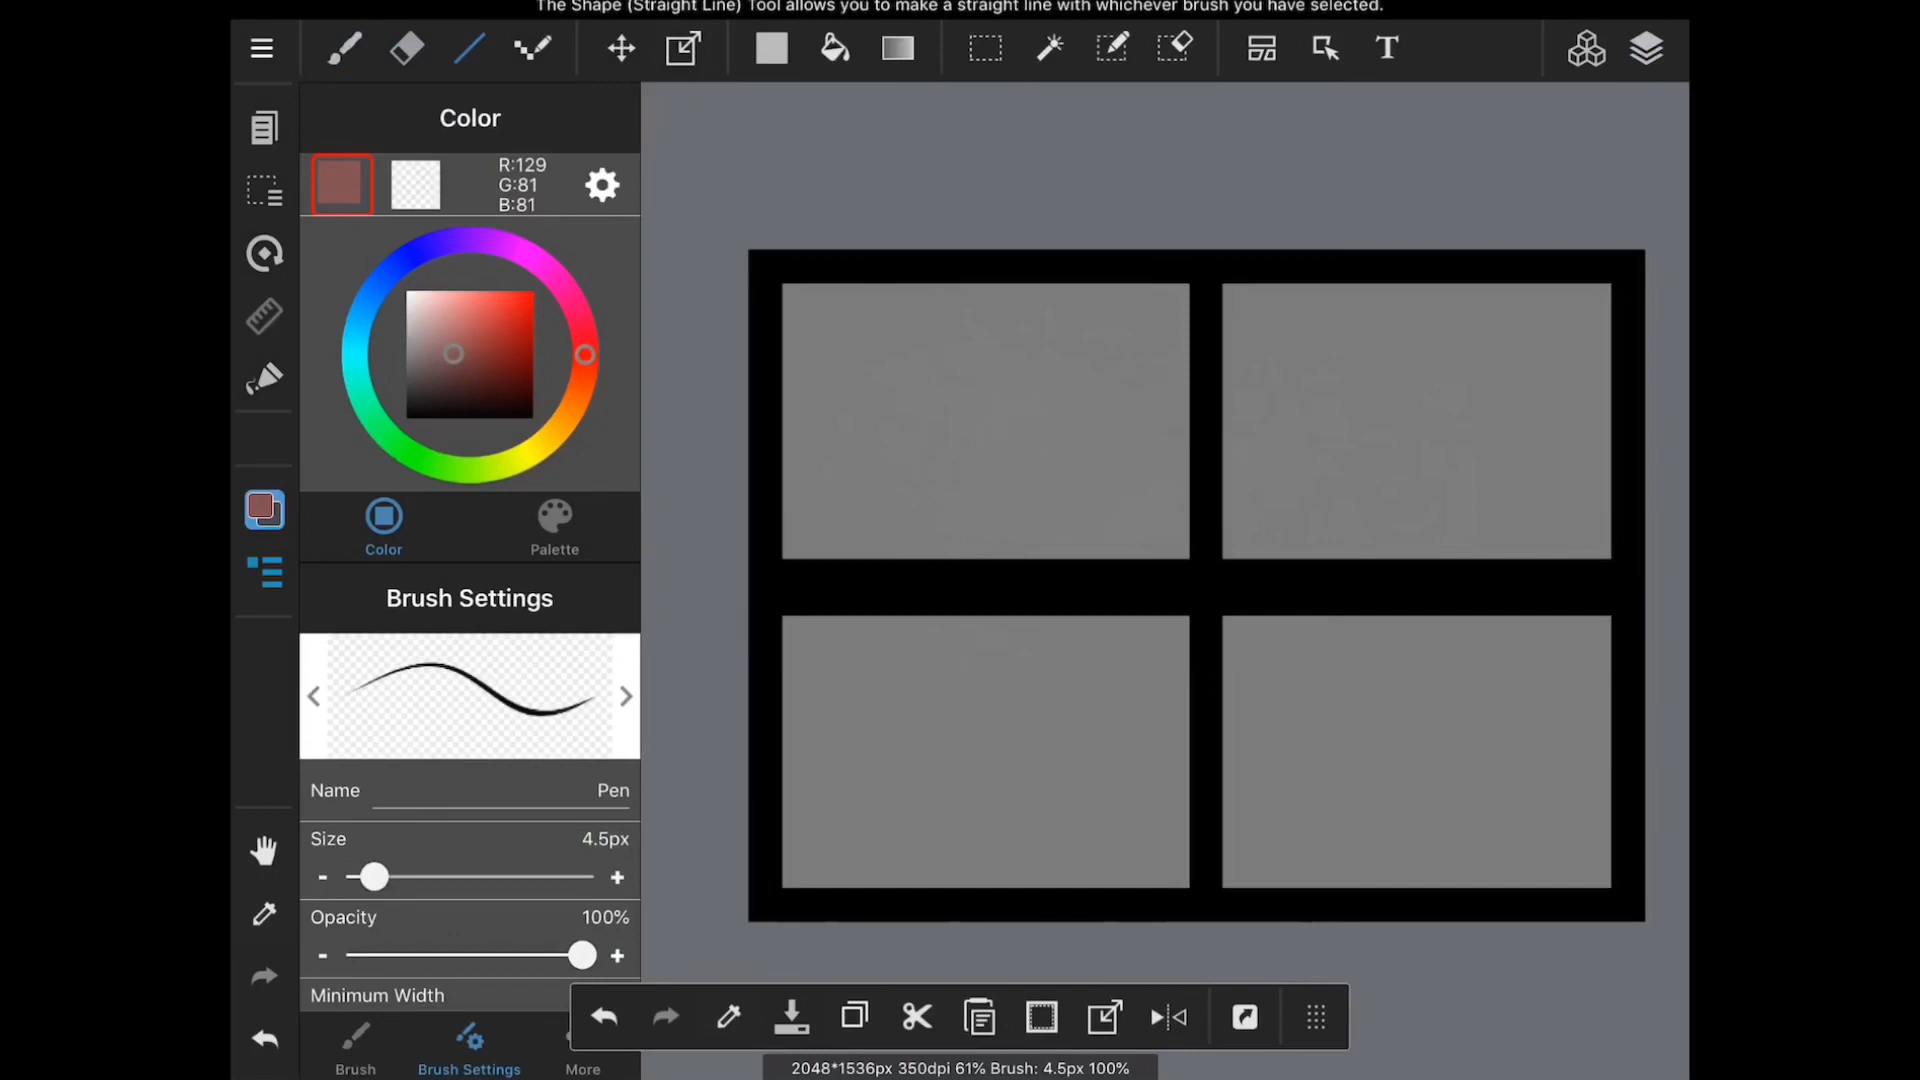 The Shape (Straight Line) Tool allows you to make a straight line with whichever brush you have selected.
T
Color
R:129
G:81
B:81
Color
Palette
Brush Settings
Name
Pen
Size
4.5px
-
+
Opacity
100%
-
+
Minimum Width
Brush
Brush Settings
More
2048*1536px 350dpi 61% Brush: 4.5px 100%